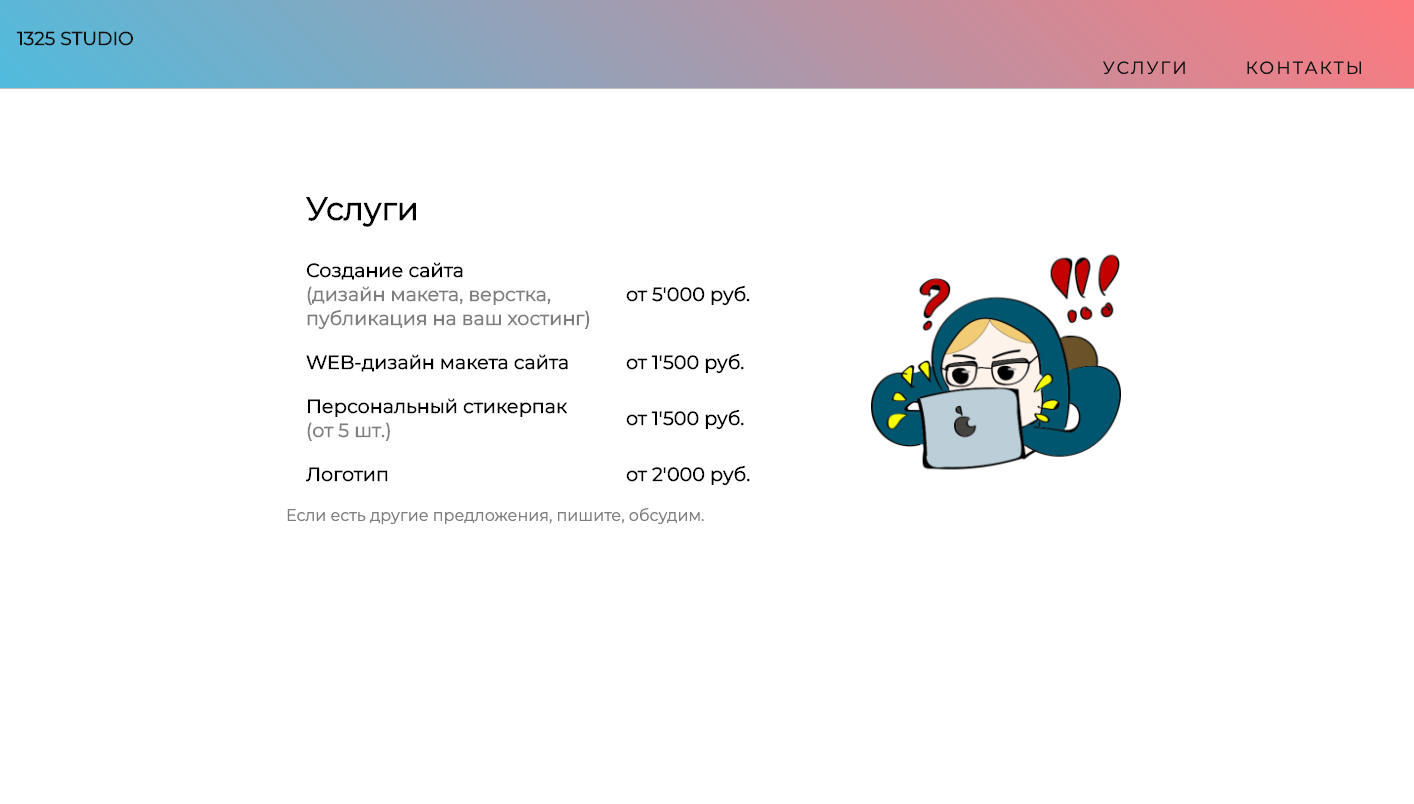 1325 STUDIO
УСЛУГИ КОНТАКТЫ
Услуги
Создание сайта
(дизайн макета, верстка,
публикация на ваш хостинг)
от 5'000 руб.
WEB-дизайн макета сайта от 1'500 руб.
Персональный стикерпак
(от 5 шт.)
от 1'500 руб.
Логотип от 2'000 руб.
Если есть другие предложения, пишите, обсудим.
? !!!